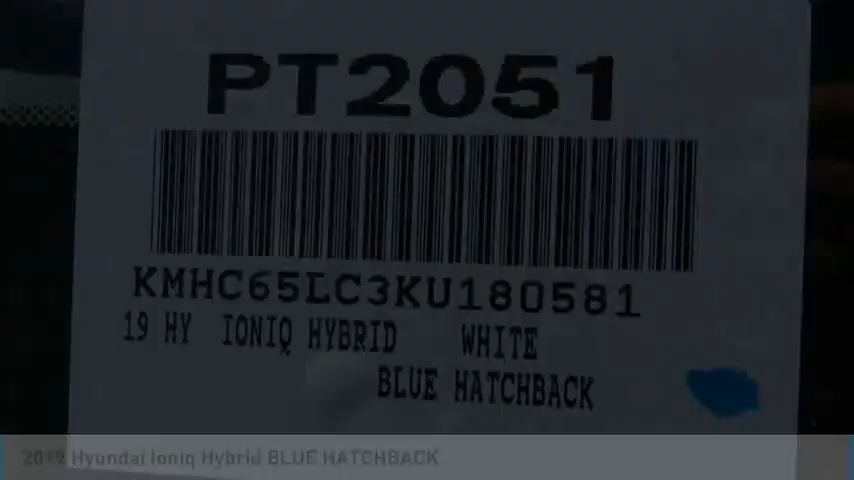 PT2051
KMHC65LC3KU180581
19 HY IONIQ HYBRID WHITE
BLUE HATCHBACK
2019 Hyundai Ioniq Hybrid BLUE HATCHBACK